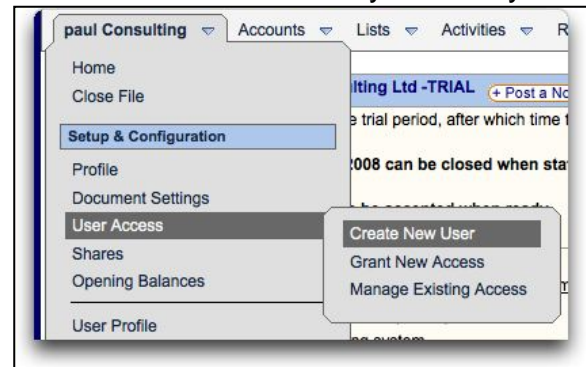 paul Consulting Accounts Lists Activities R
Home
Close File
lting Ltd -TRIAL + Post a No
e trial period, after which time t
Setup & Configuration
Profile
2008 can be closed when sta
Document Settings
User Access
Create New User
Shares
Grant New Access
Opening Balances
Manage Existing Access
User Profile